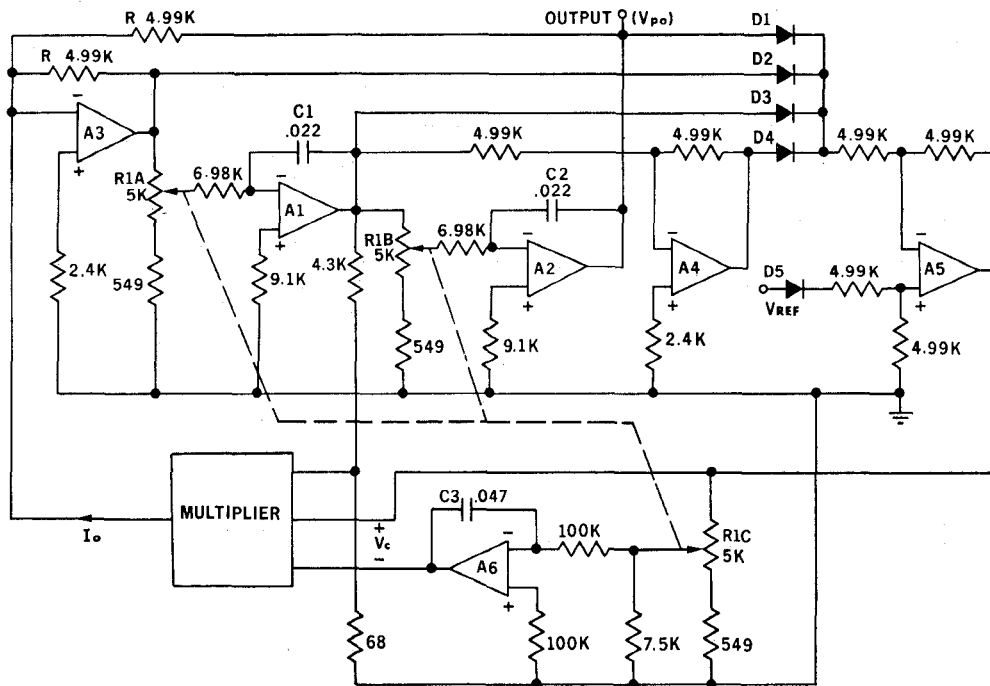 OUTPUT (Vpo)
R 4.99K
D1
R 4.99K
D2
C1
.022
D3
4.99K
4.99K
D4
4.99K
4.99K
-
A3
+
R1A
5K
6.98K
-
A1
+
C2
.022
R1B
5K
6.98K
-
A2
+
-
A4
+
-
A5
+
D5
VREF
4.99K
2.4K
549
9.1K
4.3K
549
9.1K
2.4K
4.99K
MULTIPLIER
Io
+
Vc
-
C3 .047
-
A6
+
100K
R1C
5K
68
100K
7.5K
549